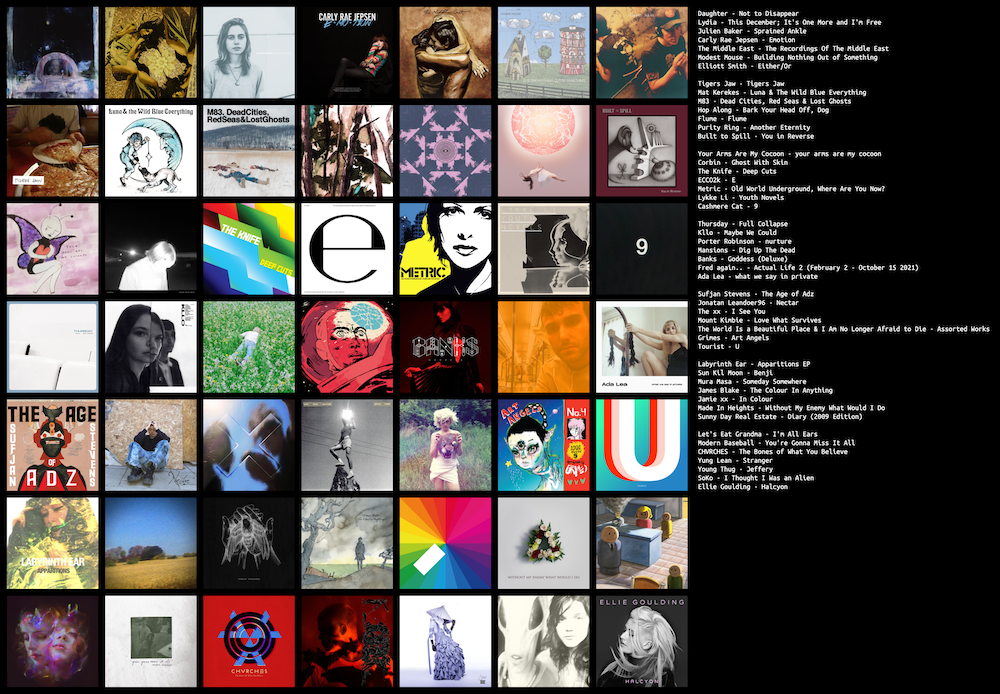 CARLY RAE JEPSEN
E·MO·TION
Luna & the Wild Blue Everything
M83. DeadCities,
RedSeas&LostGhosts
BUILT TO SPILL
TIGERS JAW
THE KNIFE
DEEP CUTS
e
METRIC
9
BANKS
Ada Lea
THE AGE
OF
ADZ
SUFJAN
STEVENS
ART ANGELS
No.4
GRIMES
U
LABYRINTH EAR
APPARITIONS
WITHOUT MY ENEMY WHAT WOULD I DO
CHVRCHES
ELLIE GOULDING
HALCYON
Daughter - Not to Disappear
Lydia - This December; It's One More and I'm Free
Julien Baker - Sprained Ankle
Carly Rae Jepsen - Emotion
The Middle East - The Recordings Of The Middle East
Modest Mouse - Building Nothing Out of Something
Elliott Smith - Either/Or
Tigers Jaw - Tigers Jaw
Mat Kerekes - Luna & The Wild Blue Everything
M83 - Dead Cities, Red Seas & Lost Ghosts
Hop Along - Bark Your Head Off, Dog
Flume - Flume
Purity Ring - Another Eternity
Built to Spill - You in Reverse
Your Arms Are My Cocoon - your arms are my cocoon
Corbin - Ghost With Skin
The Knife - Deep Cuts
ECCO2k - E
Metric - Old World Underground, Where Are You Now?
Lykke Li - Youth Novels
Cashmere Cat - 9
Thursday - Full Collapse
Kllo - Maybe We Could
Porter Robinson - nurture
Mansions - Dig Up The Dead
Banks - Goddess (Deluxe)
Fred again.. - Actual Life 2 (February 2 - October 15 2021)
Ada Lea - what we say in private
Sufjan Stevens - The Age of Adz
Jonatan Leandoer96 - Nectar
The xx - I See You
Mount Kimbie - Love What Survives
The World Is a Beautiful Place & I Am No Longer Afraid to Die - Assorted Works
Grimes - Art Angels
Tourist - U
Labyrinth Ear - Apparitions EP
Sun Kil Moon - Benji
Mura Masa - Someday Somewhere
James Blake - The Colour In Anything
Jamie xx - In Colour
Made In Heights - Without My Enemy What Would I Do
Sunny Day Real Estate - Diary (2009 Edition)
Let's Eat Grandma - I'm All Ears
Modern Baseball - You're Gonna Miss It All
CHVRCHES - The Bones of What You Believe
Yung Lean - Stranger
Young Thug - Jeffery
SoKo - I Thought I Was an Alien
Ellie Goulding - Halcyon